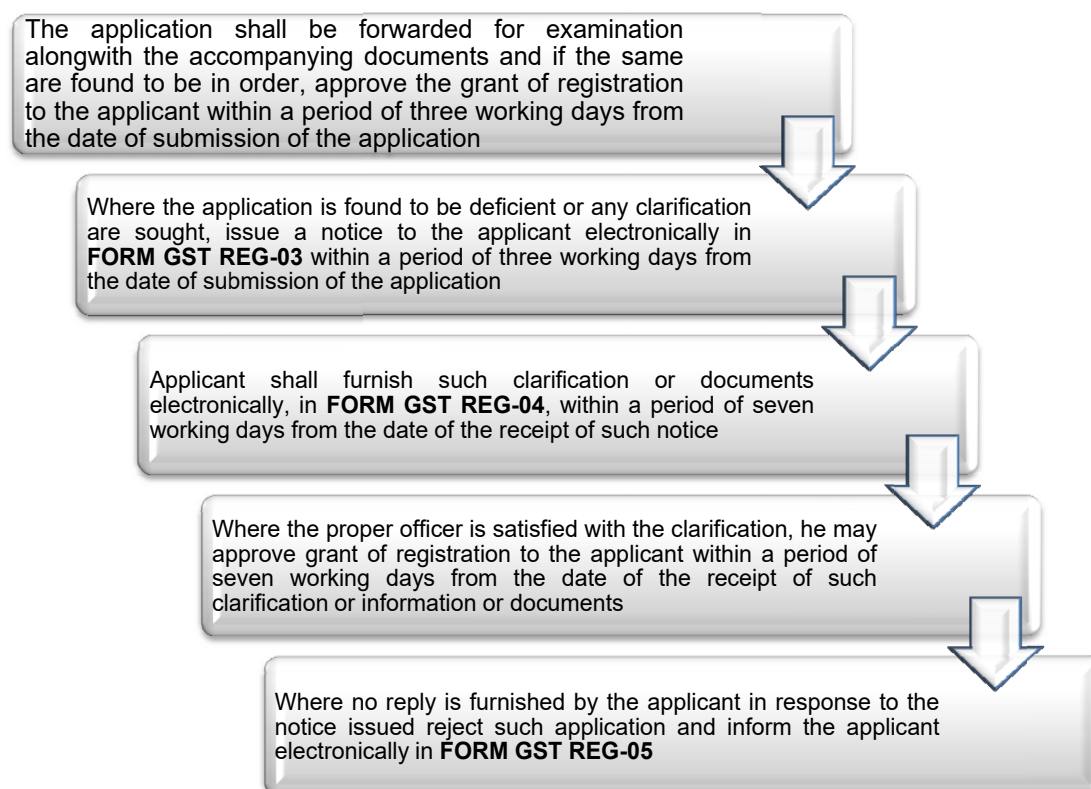 The application shall be forwarded for examination
alongwith the accompanying documents and if the same
are found to be in order, approve the grant of registration
to the applicant within a period of three working days from
the date of submission of the application
Where the application is found to be deficient or any clarification
are sought, issue a notice to the applicant electronically in
FORM GST REG-03 within a period of three working days from
the date of submission of the application
Applicant shall furnish such clarification or documents
electronically, in FORM GST REG-04, within a period of seven
working days from the date of the receipt of such notice
Where the proper officer is satisfied with the clarification, he may
approve grant of registration to the applicant within a period of
seven working days from the date of the receipt of such
clarification or information or documents
Where no reply is furnished by the applicant in response to the
notice issued reject such application and inform the applicant
electronically in FORM GST REG-05